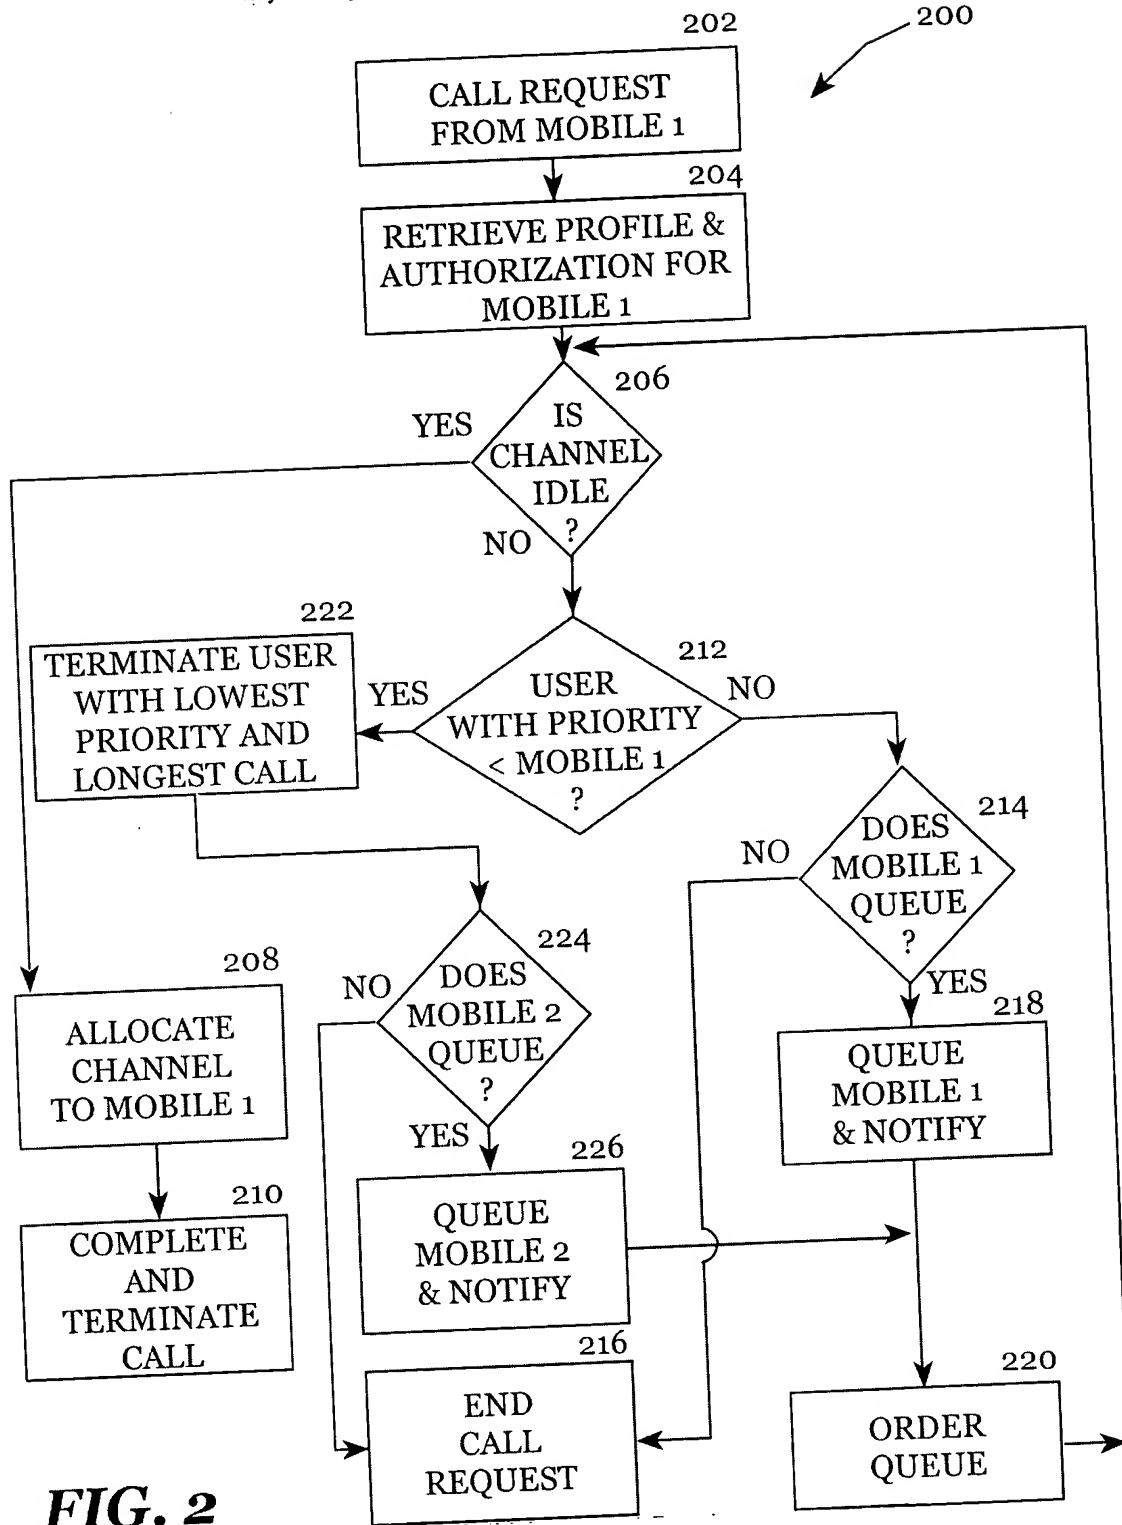 200
202
CALL REQUEST
FROM MOBILE 1
204
RETRIEVE PROFILE &
AUTHORIZATION FOR
MOBILE 1
206
YES
IS
CHANNEL
IDLE
?
NO
222
TERMINATE USER
WITH LOWEST
PRIORITY AND
LONGEST CALL
YES
212
USER
WITH PRIORITY
< MOBILE 1
?
NO
214
DOES
MOBILE 1
QUEUE
?
NO
YES
224
DOES
MOBILE 2
QUEUE
?
NO
YES
208
ALLOCATE
CHANNEL
TO MOBILE 1
218
QUEUE
MOBILE 1
& NOTIFY
210
COMPLETE
AND
TERMINATE
CALL
226
QUEUE
MOBILE 2
& NOTIFY
216
END
CALL
REQUEST
220
ORDER
QUEUE
FIG. 2